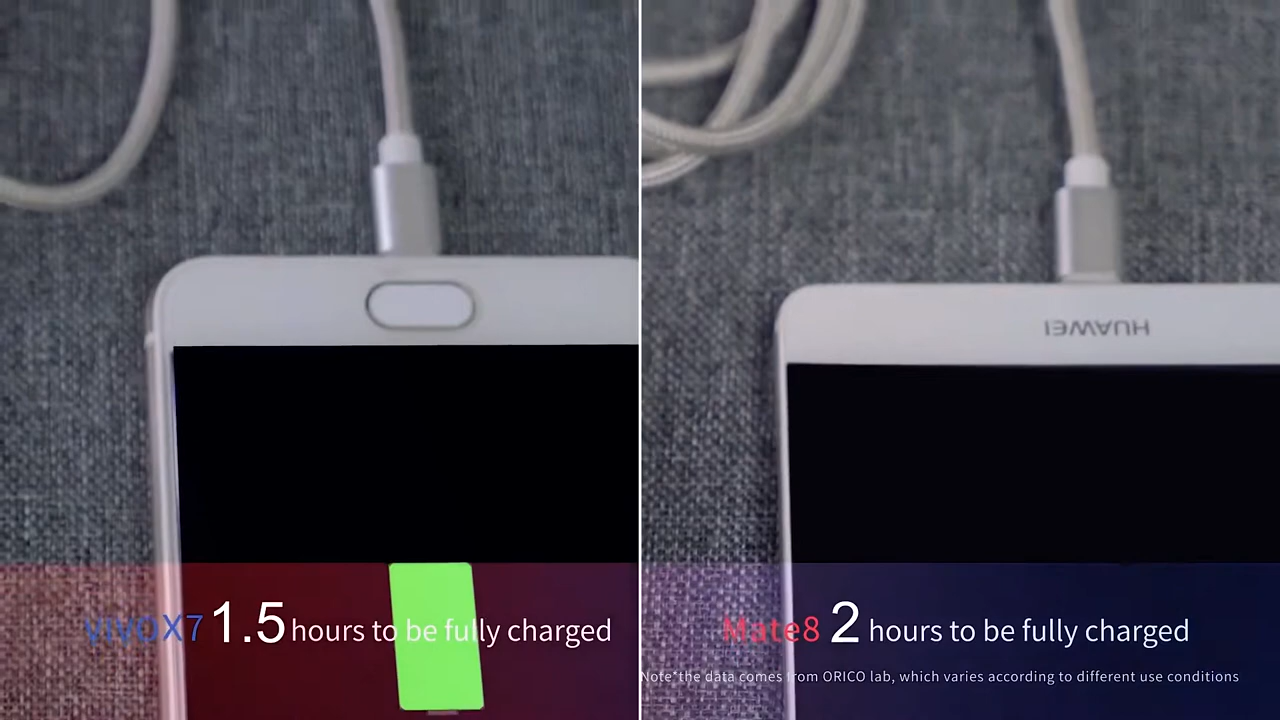 HUAWEI
vivoX7 1.5 hours to be fully charged
Mate8 2 hours to be fully charged
Note*the data comes from ORICO lab, which varies according to different use conditions